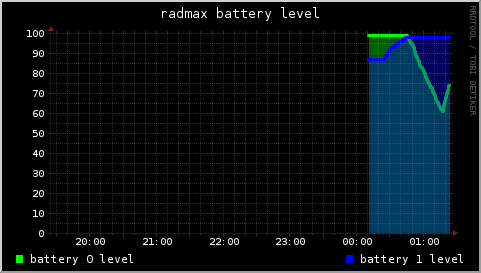 radmax battery level
RRDTOOL / TOBI OETIKER
100
90
80
70
60
50
40
30
20
10
0
20:00 21:00 22:00 23:00 00:00 01:00
battery 0 level battery 1 level